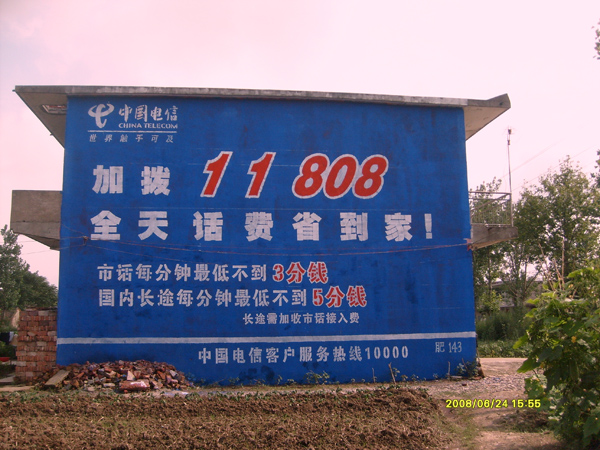 中国电信
CHINA TELECOM
世界触手可及
加拨 11 808
全天话费省到家!
市话每分钟最低不到3分钱
国内长途每分钟最低不到5分钱
长途需加收市话接入费
中国电信客户服务热线10000
肥 143
2008/06/24 15:55